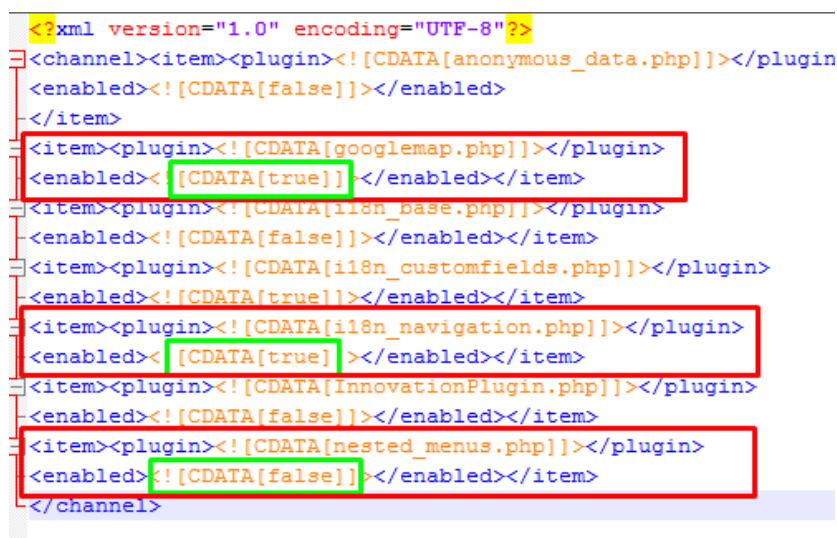 <?xml version="1.0" encoding="UTF-8"?>
<channel><item><plugin><![CDATA[anonymous_data.php]]></plugin
<enabled><![CDATA[false]]></enabled>
</item>
<item><plugin><![CDATA[googlemap.php]]></plugin>
<enabled><![CDATA[true]]></enabled></item>
<item><plugin><![CDATA[i18n_base.php]]></plugin>
<enabled><![CDATA[false]]></enabled></item>
<item><plugin><![CDATA[i18n_customfields.php]]></plugin>
<enabled><![CDATA[true]]></enabled></item>
<item><plugin><![CDATA[i18n_navigation.php]]></plugin>
<enabled><![CDATA[true]]></enabled></item>
<item><plugin><![CDATA[InnovationPlugin.php]]></plugin>
<enabled><![CDATA[false]]></enabled></item>
<item><plugin><![CDATA[nested_menus.php]]></plugin>
<enabled><![CDATA[false]]></enabled></item>
</channel>